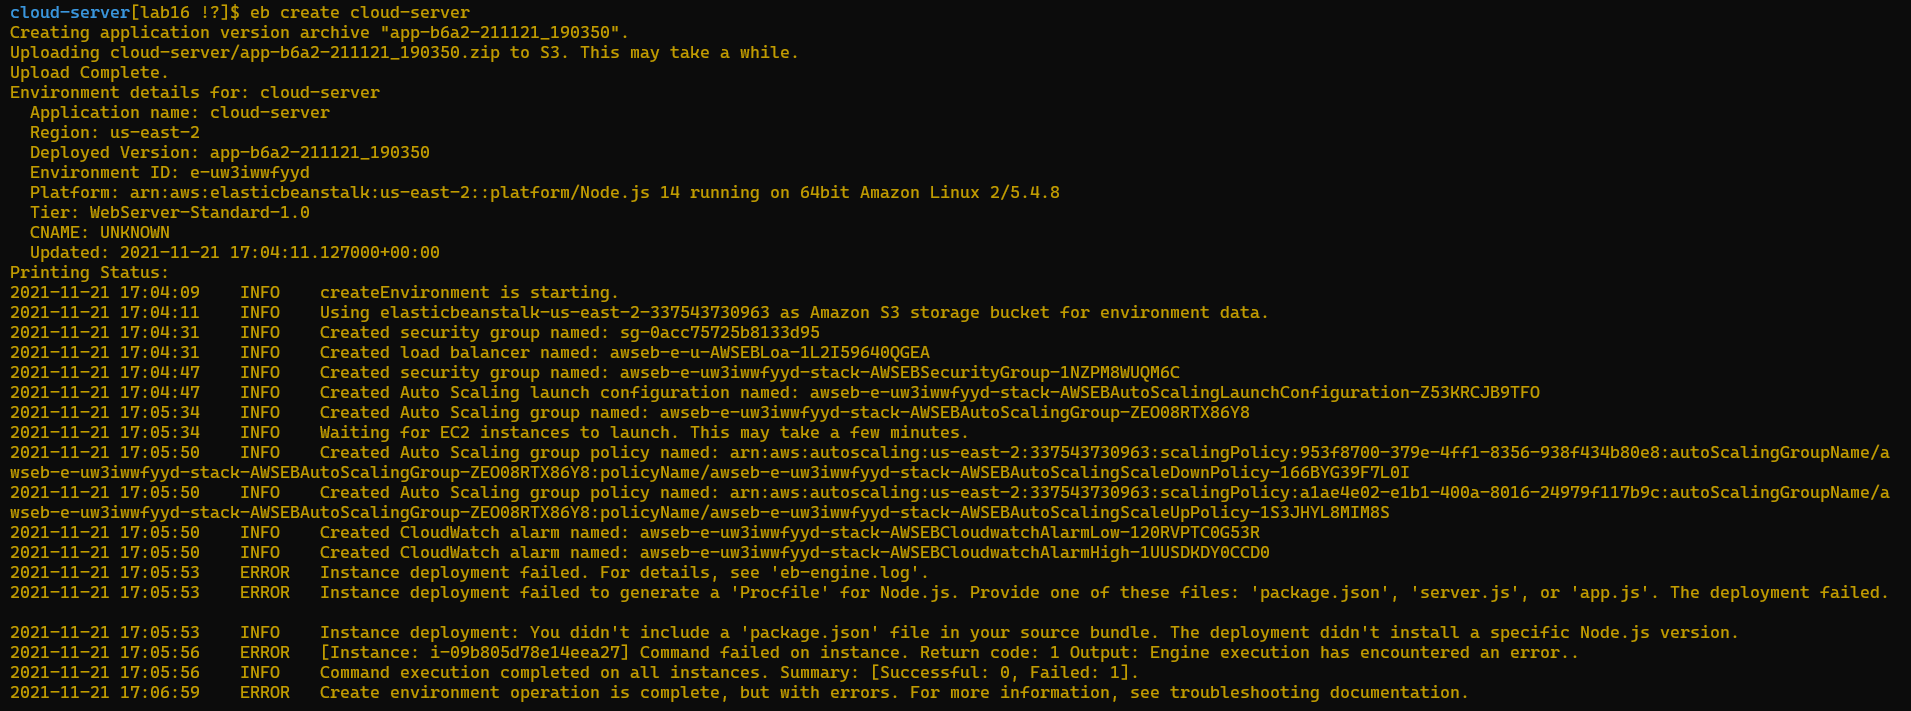 cloud-server[lab16 !?]$ eb create cloud-server
Creating application version archive "app-b6a2-211121_190350".
Uploading cloud-server/app-b6a2-211121_190350.zip to S3. This may take a while.
Upload Complete.
Environment details for: cloud-server
  Application name: cloud-server
  Region: us-east-2
  Deployed Version: app-b6a2-211121_190350
  Environment ID: e-uw3iwwfyyd
  Platform: arn:aws:elasticbeanstalk:us-east-2::platform/Node.js 14 running on 64bit Amazon Linux 2/5.4.8
  Tier: WebServer-Standard-1.0
  CNAME: UNKNOWN
  Updated: 2021-11-21 17:04:11.127000+00:00
Printing Status:
2021-11-21 17:04:09    INFO    createEnvironment is starting.
2021-11-21 17:04:11    INFO    Using elasticbeanstalk-us-east-2-337543730963 as Amazon S3 storage bucket for environment data.
2021-11-21 17:04:31    INFO    Created security group named: sg-0acc75725b8133d95
2021-11-21 17:04:31    INFO    Created load balancer named: awseb-e-u-AWSEBLoa-1L2I59640QGEA
2021-11-21 17:04:47    INFO    Created security group named: awseb-e-uw3iwwfyyd-stack-AWSEBSecurityGroup-1NZPM8WUQM6C
2021-11-21 17:04:47    INFO    Created Auto Scaling launch configuration named: awseb-e-uw3iwwfyyd-stack-AWSEBAutoScalingLaunchConfiguration-Z53KRCJB9TFO
2021-11-21 17:05:34    INFO    Created Auto Scaling group named: awseb-e-uw3iwwfyyd-stack-AWSEBAutoScalingGroup-ZEO08RTX86Y8
2021-11-21 17:05:34    INFO    Waiting for EC2 instances to launch. This may take a few minutes.
2021-11-21 17:05:50    INFO    Created Auto Scaling group policy named: arn:aws:autoscaling:us-east-2:337543730963:scalingPolicy:953f8700-379e-4ff1-8356-938f434b80e8:autoScalingGroupName/a
wseb-e-uw3iwwfyyd-stack-AWSEBAutoScalingGroup-ZEO08RTX86Y8:policyName/awseb-e-uw3iwwfyyd-stack-AWSEBAutoScalingScaleDownPolicy-166BYG39F7L0I
2021-11-21 17:05:50    INFO    Created Auto Scaling group policy named: arn:aws:autoscaling:us-east-2:337543730963:scalingPolicy:a1ae4e02-e1b1-400a-8016-24979f117b9c:autoScalingGroupName/a
wseb-e-uw3iwwfyyd-stack-AWSEBAutoScalingGroup-ZEO08RTX86Y8:policyName/awseb-e-uw3iwwfyyd-stack-AWSEBAutoScalingScaleUpPolicy-1S3JHYL8MIM8S
2021-11-21 17:05:50    INFO    Created CloudWatch alarm named: awseb-e-uw3iwwfyyd-stack-AWSEBCloudwatchAlarmLow-120RVPTC0G53R
2021-11-21 17:05:50    INFO    Created CloudWatch alarm named: awseb-e-uw3iwwfyyd-stack-AWSEBCloudwatchAlarmHigh-1UUSDKDY0CCD0
2021-11-21 17:05:53    ERROR   Instance deployment failed. For details, see 'eb-engine.log'.
2021-11-21 17:05:53    ERROR   Instance deployment failed to generate a 'Procfile' for Node.js. Provide one of these files: 'package.json', 'server.js', or 'app.js'. The deployment failed.
2021-11-21 17:05:53    INFO    Instance deployment: You didn't include a 'package.json' file in your source bundle. The deployment didn't install a specific Node.js version.
2021-11-21 17:05:56    ERROR   [Instance: i-09b805d78e14eea27] Command failed on instance. Return code: 1 Output: Engine execution has encountered an error..
2021-11-21 17:05:56    INFO    Command execution completed on all instances. Summary: [Successful: 0, Failed: 1].
2021-11-21 17:06:59    ERROR   Create environment operation is complete, but with errors. For more information, see troubleshooting documentation.